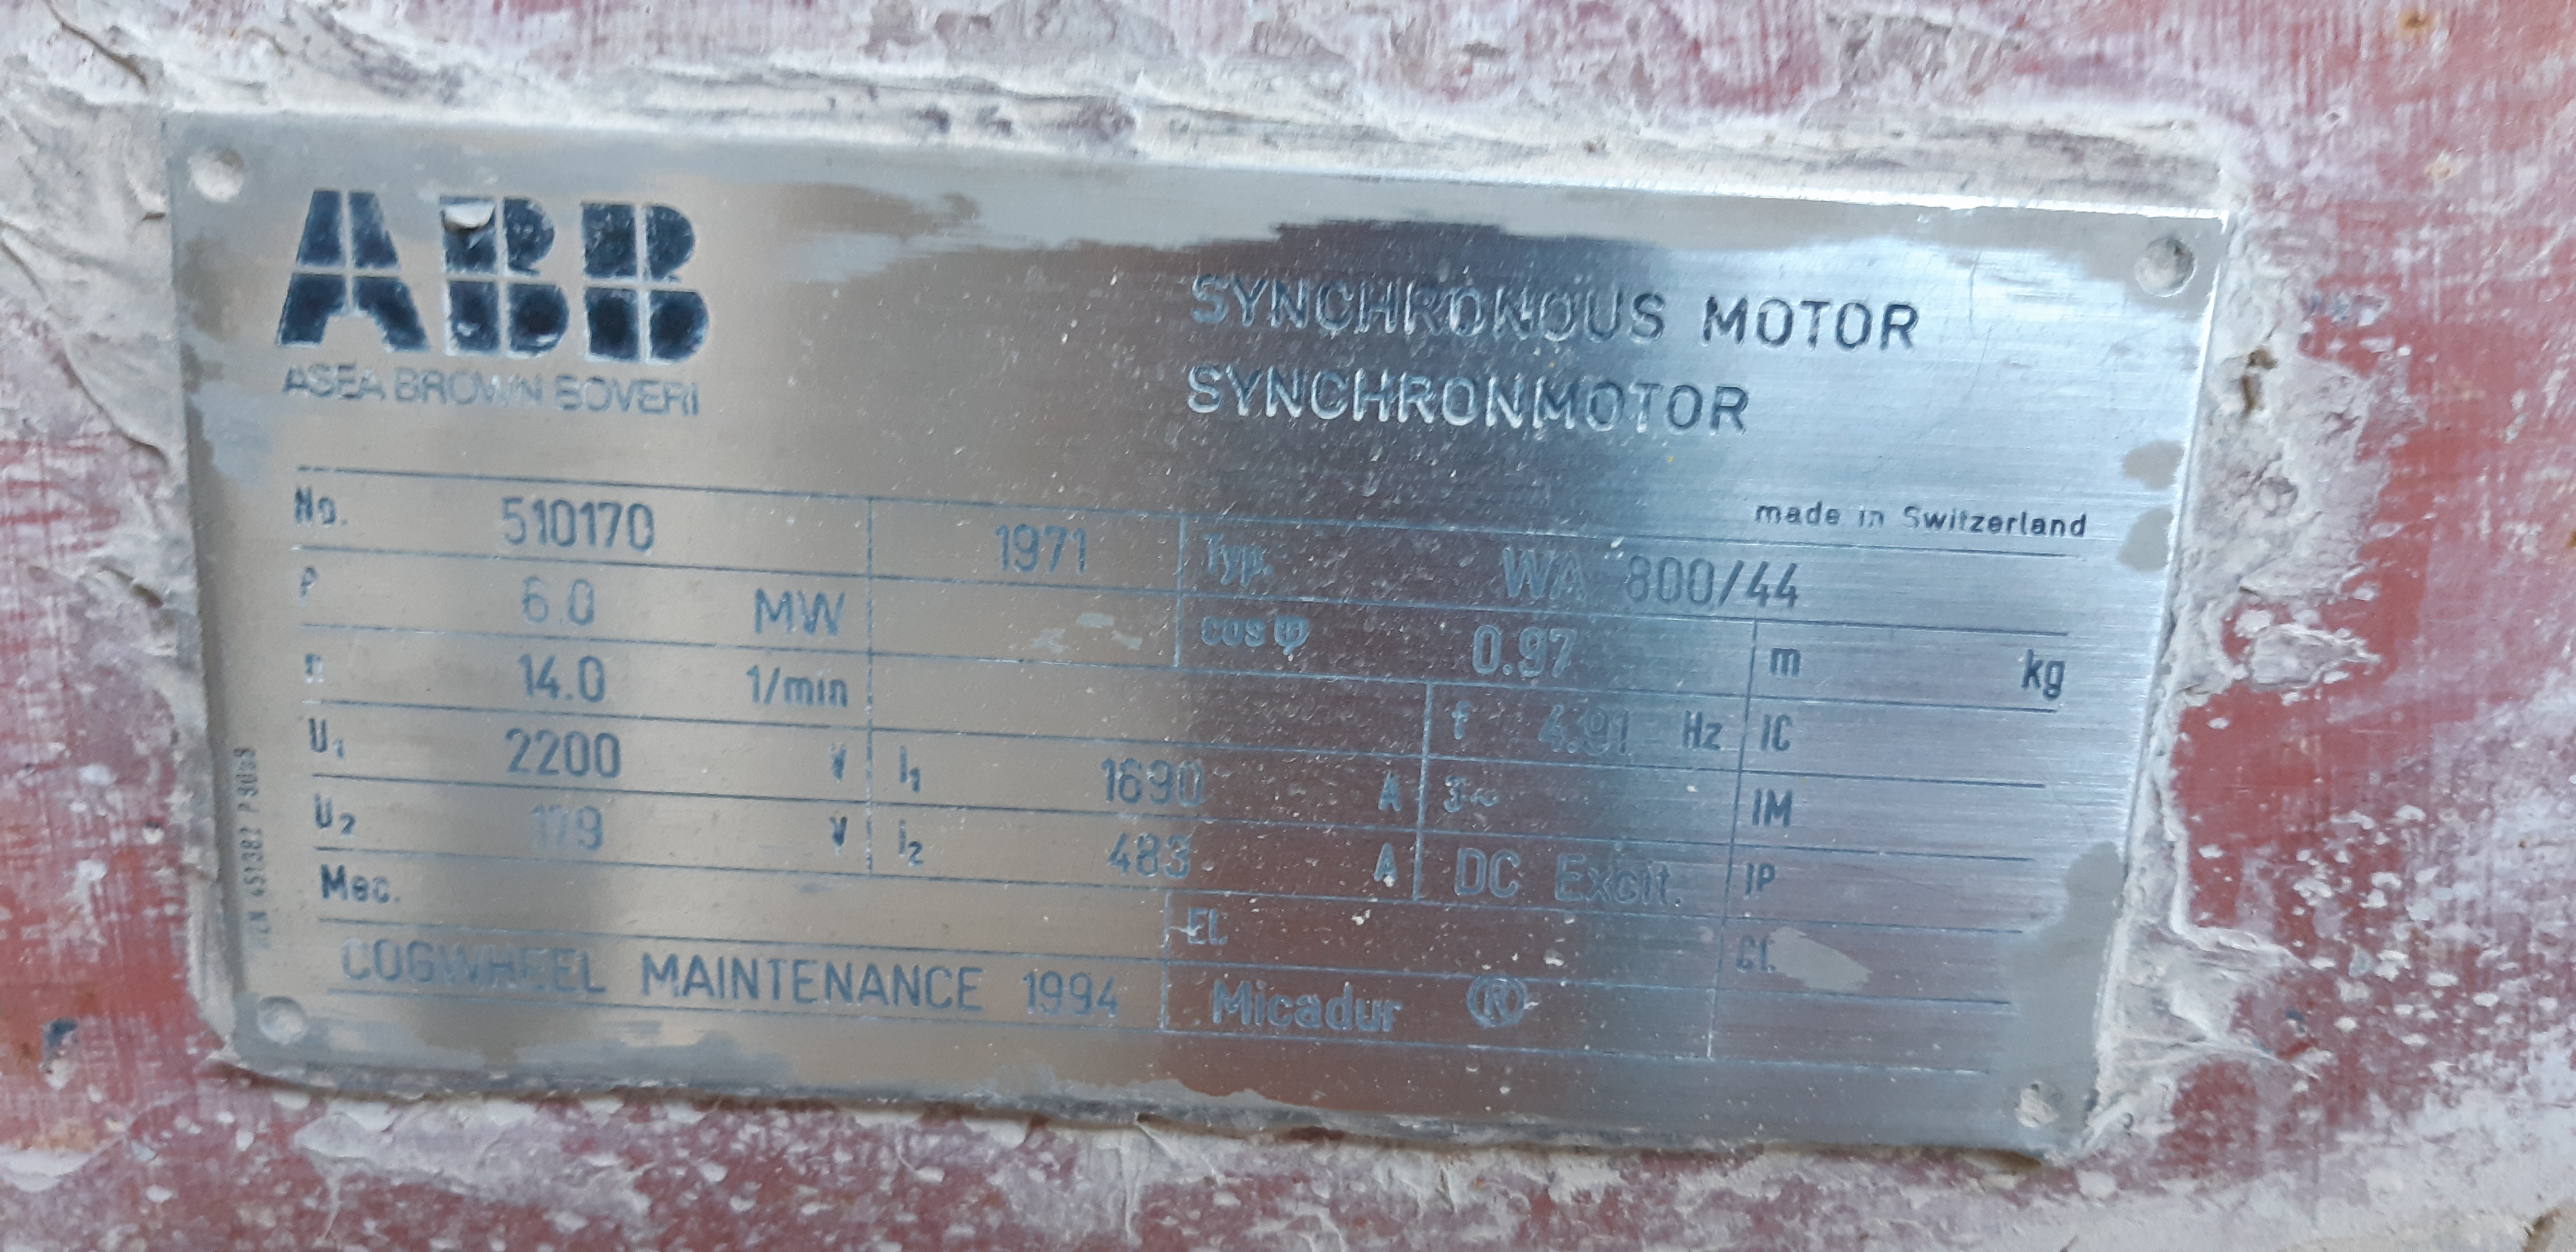 ABB
ASEA BROWN BOVERI
SYNCHRONOUS MOTOR
SYNCHRONMOTOR
made in Switzerland
No. 510170 1971 Typ. WA 800/44
P 6.0 MW cos φ 0.97 m kg
n 14.0 1/min f 4.91 Hz IC
U₁ 2200 V I₁ 1690 A 3~ IM
U₂ 179 V I₂ 483 A DC Excit. IP
Mec. EL CL
COGWHEEL MAINTENANCE 1994 Micadur ®